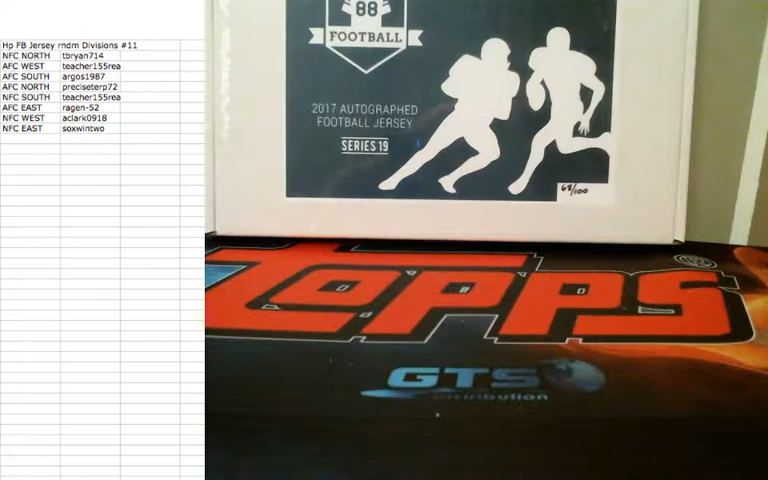 Hp FB Jersey rndm Divisions #11
NFC NORTH tbryan714
AFC WEST teacher155rea
AFC SOUTH argos1987
AFC NORTH preciseterp72
NFC SOUTH teacher155rea
AFC EAST ragen-52
NFC WEST aclark0918
NFC EAST soxwintwo
88
FOOTBALL
2017 AUTOGRAPHED
FOOTBALL JERSEY
SERIES 19
68/100
TOPPS
GTS
Distribution